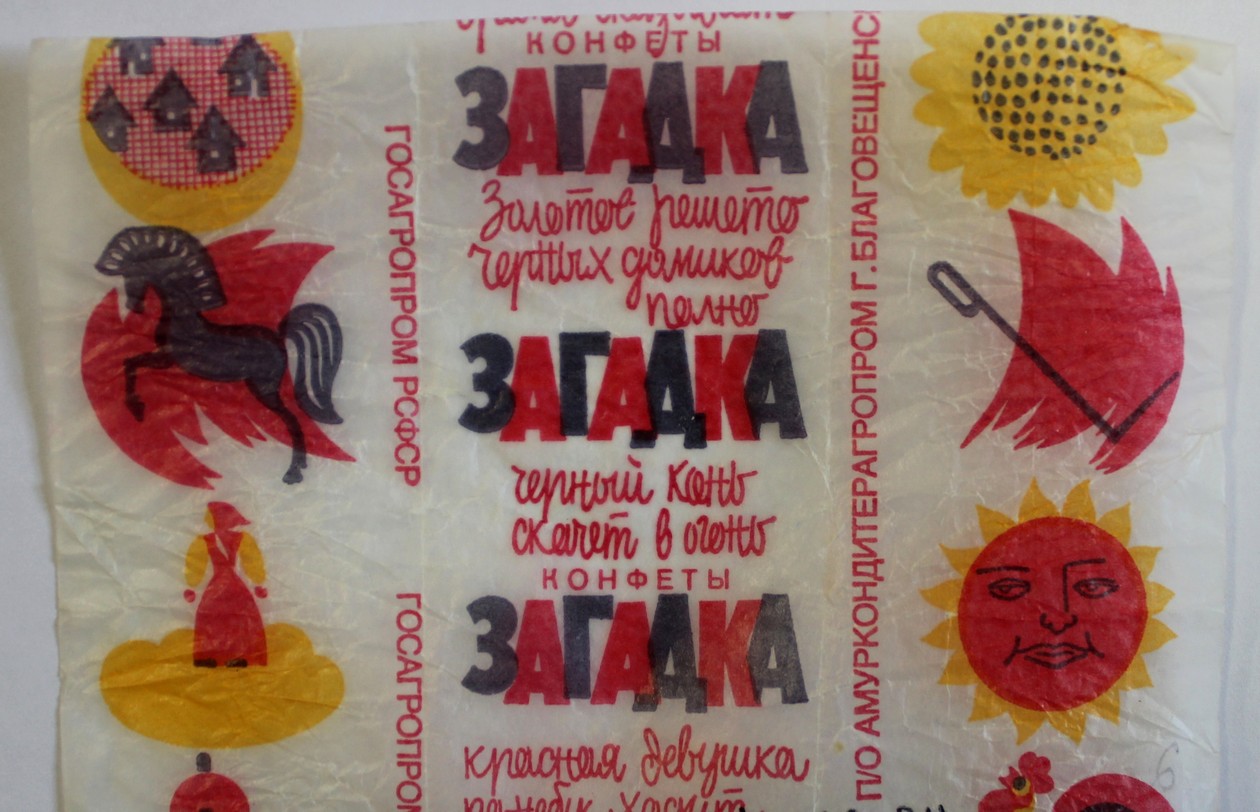 КОНФЕТЫ
ЗАГАДКА
Золотое решето
черных домиков
полно
ЗАГАДКА
черный конь
скачет в огонь
КОНФЕТЫ
ЗАГАДКА
красная девушка
ГОСАГРОПРОМ РСФСР
ГОСАГРОПРОМ
П/О АМУРКОНДИТЕРАГРОПРОМ Г. БЛАГОВЕЩЕНС
6